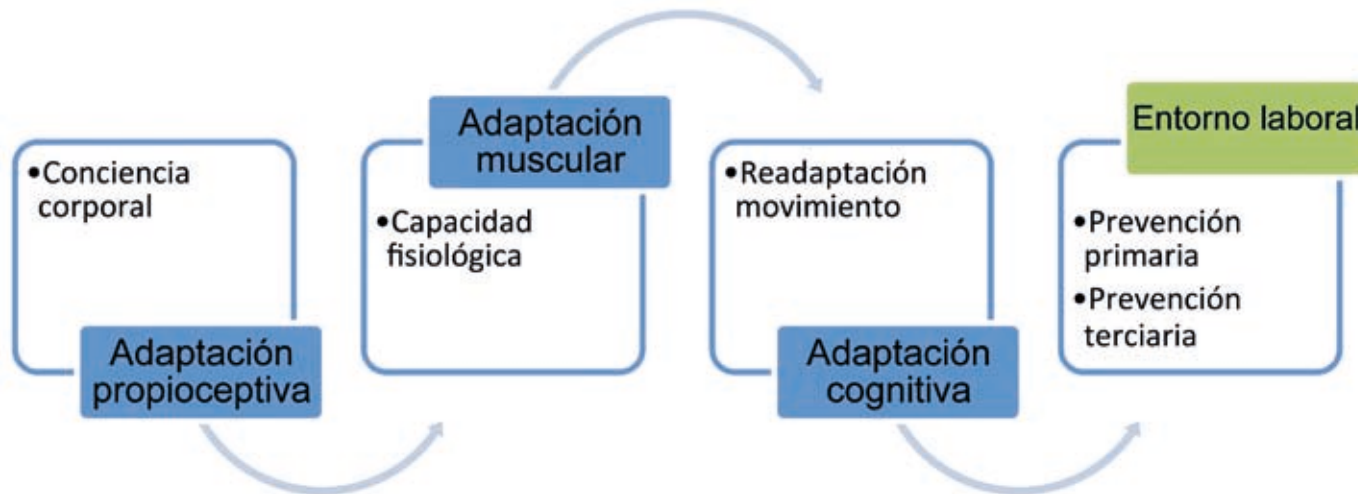 •Conciencia
corporal
Adaptación
propioceptiva
Adaptación
muscular
•Capacidad
fisiológica
•Readaptación
movimiento
Adaptación
cognitiva
Entorno laboral
•Prevención
primaria
•Prevención
terciaria